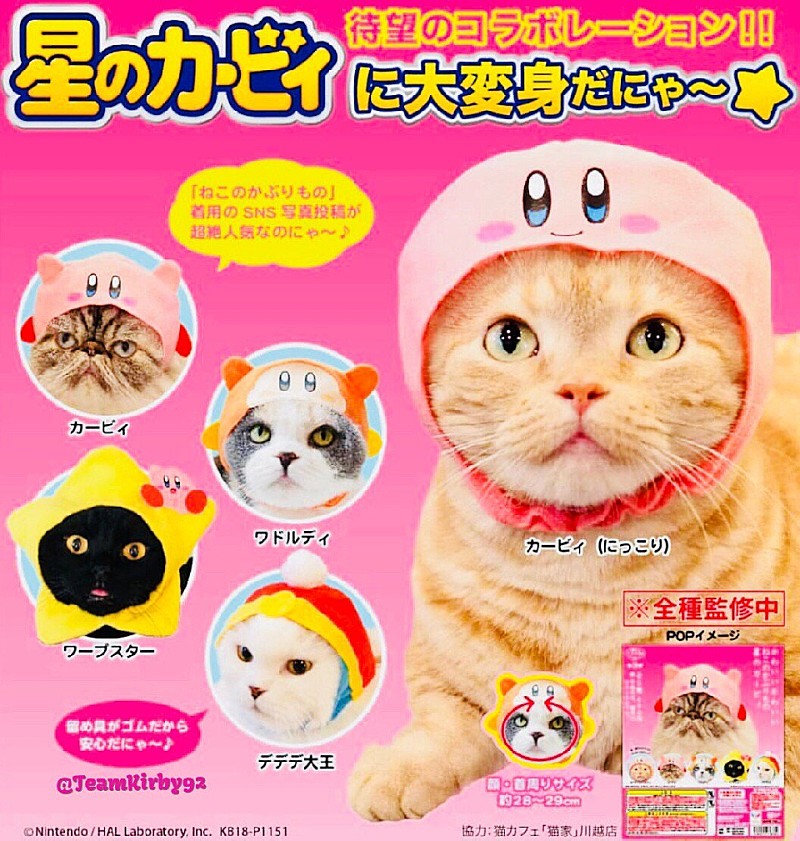 待望のコラボレーション!!
星のカービィ
に大変身だにゃ〜
「ねこのかぶりもの」
着用のSNS写真投稿が
超絶人気なのにゃ〜♪
カービィ
ワドルディ
カービィ(にっこり)
ワープスター
デデデ大王
※全種監修中
POPイメージ
留め具がゴムだから
安心だにゃ〜♪
@TeamKirby92
頭・首周りサイズ
約28〜29cm
©Nintendo / HAL Laboratory, Inc. KB18-P1151
協力:猫カフェ「猫家」川越店